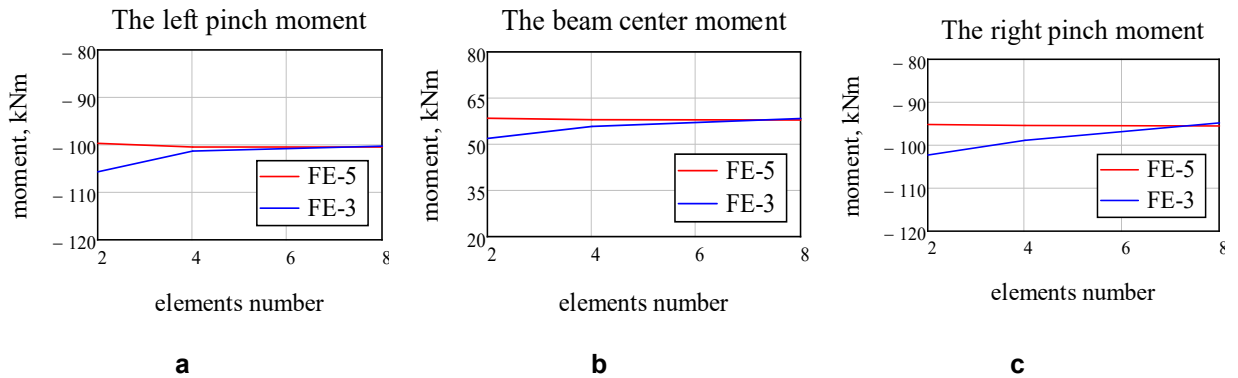 The left pinch moment
moment, kNm
– 80
– 90
– 100
– 110
– 120
2
4
6
8
FE-5
FE-3
elements number
a
The beam center moment
moment, kNm
80
65
50
35
20
2
4
6
8
FE-5
FE-3
elements number
b
The right pinch moment
moment, kNm
– 80
– 90
– 100
– 110
– 120
2
4
6
8
FE-5
FE-3
elements number
c